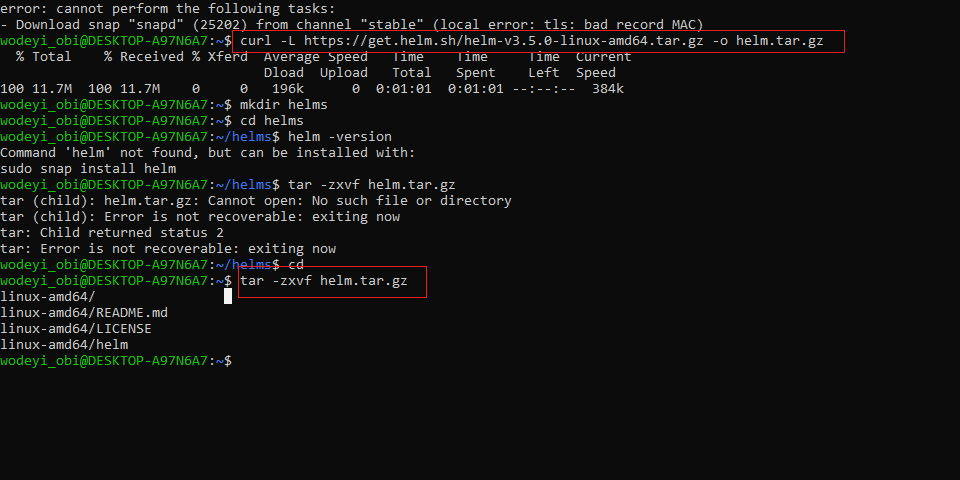 error: cannot perform the following tasks:
- Download snap "snapd" (25202) from channel "stable" (local error: tls: bad record MAC)
wodeyi_obi@DESKTOP-A97N6A7:~$ curl -L https://get.helm.sh/helm-v3.5.0-linux-amd64.tar.gz -o helm.tar.gz
  % Total    % Received % Xferd  Average Speed   Time    Time     Time  Current
                                 Dload  Upload   Total   Spent    Left  Speed
100 11.7M  100 11.7M    0     0   196k      0  0:01:01  0:01:01 --:--:--  384k
wodeyi_obi@DESKTOP-A97N6A7:~$ mkdir helms
wodeyi_obi@DESKTOP-A97N6A7:~$ cd helms
wodeyi_obi@DESKTOP-A97N6A7:~/helms$ helm -version
Command 'helm' not found, but can be installed with:
sudo snap install helm
wodeyi_obi@DESKTOP-A97N6A7:~/helms$ tar -zxvf helm.tar.gz
tar (child): helm.tar.gz: Cannot open: No such file or directory
tar (child): Error is not recoverable: exiting now
tar: Child returned status 2
tar: Error is not recoverable: exiting now
wodeyi_obi@DESKTOP-A97N6A7:~/helms$ cd
wodeyi_obi@DESKTOP-A97N6A7:~$ tar -zxvf helm.tar.gz
linux-amd64/
linux-amd64/README.md
linux-amd64/LICENSE
linux-amd64/helm
wodeyi_obi@DESKTOP-A97N6A7:~$